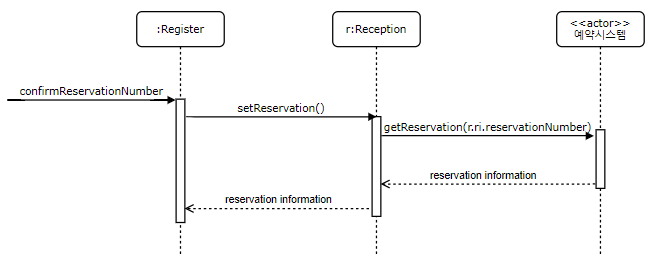 :Register
r:Reception
<<actor>>
예약시스템
confirmReservationNumber
setReservation()
getReservation(r.ri.reservationNumber)
reservation information
reservation information